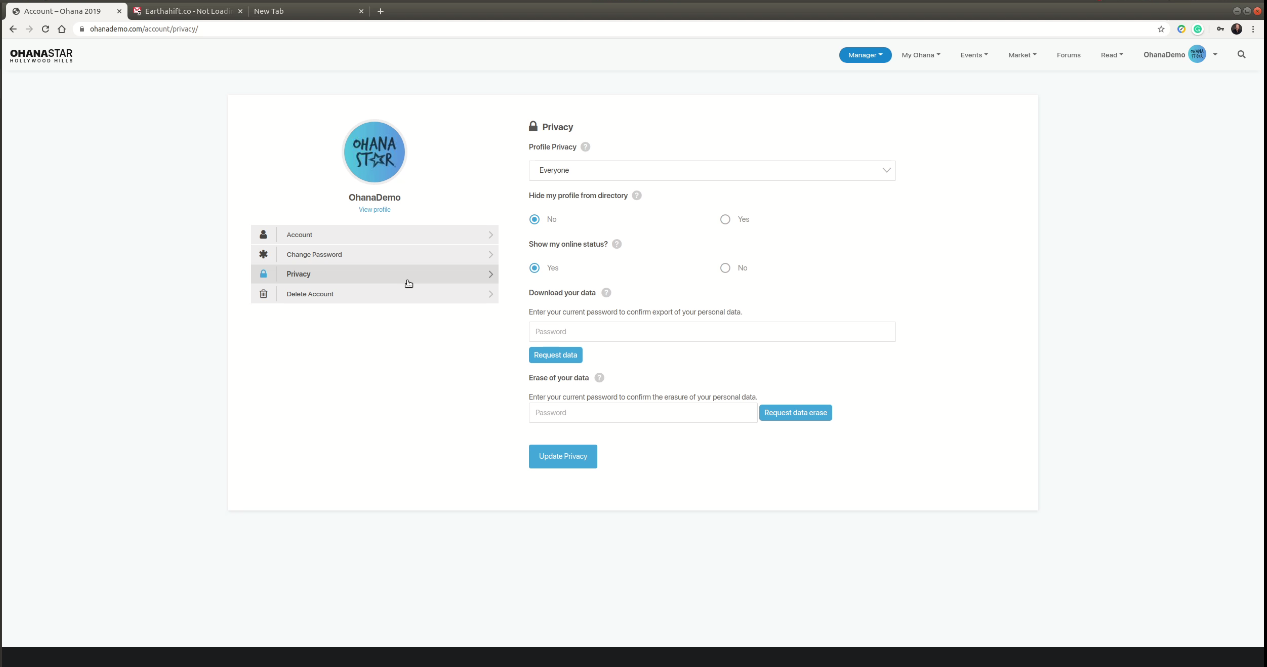 Account – Ohana 2019
Earthahift.co - Not Loadi
New Tab
ohanademo.com/account/privacy/
OHANASTAR
HOLLYWOOD HILLS
Manager
My Ohana
Events
Market
Forums
Read
OhanaDemo
OHANA
STAR
OhanaDemo
View profile
Account
Change Password
Privacy
Delete Account
Privacy
Profile Privacy ?
Everyone
Hide my profile from directory ?
No
Yes
Show my online status? ?
Yes
No
Download your data ?
Enter your current password to confirm export of your personal data.
Password
Request data
Erase of your data ?
Enter your current password to confirm the erasure of your personal data.
Password
Request data erase
Update Privacy